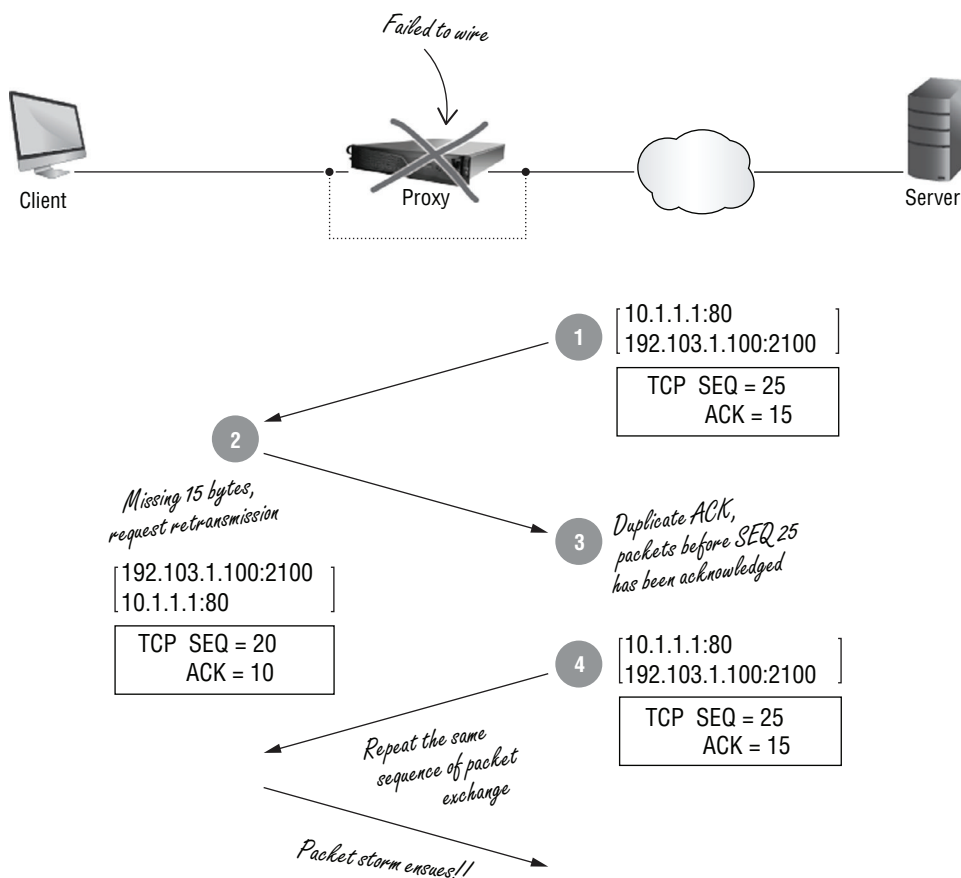 Failed to wire
Client
Proxy
Server
1
[10.1.1.1:80
192.103.1.100:2100]
TCP SEQ = 25
ACK = 15
2
Missing 15 bytes,
request retransmission
[192.103.1.100:2100
10.1.1.1:80]
TCP SEQ = 20
ACK = 10
3
Duplicate ACK,
packets before SEQ 25
has been acknowledged
4
[10.1.1.1:80
192.103.1.100:2100]
TCP SEQ = 25
ACK = 15
Repeat the same
sequence of packet
exchange
Packet storm ensues!!